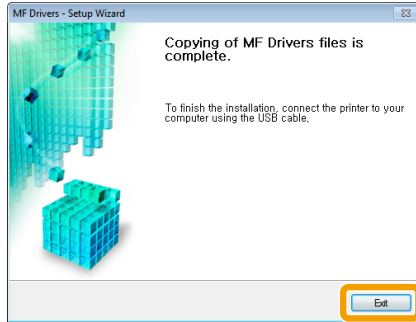 MF Drivers - Setup Wizard
Copying of MF Drivers files is
complete.
To finish the installation, connect the printer to your
computer using the USB cable.
Exit